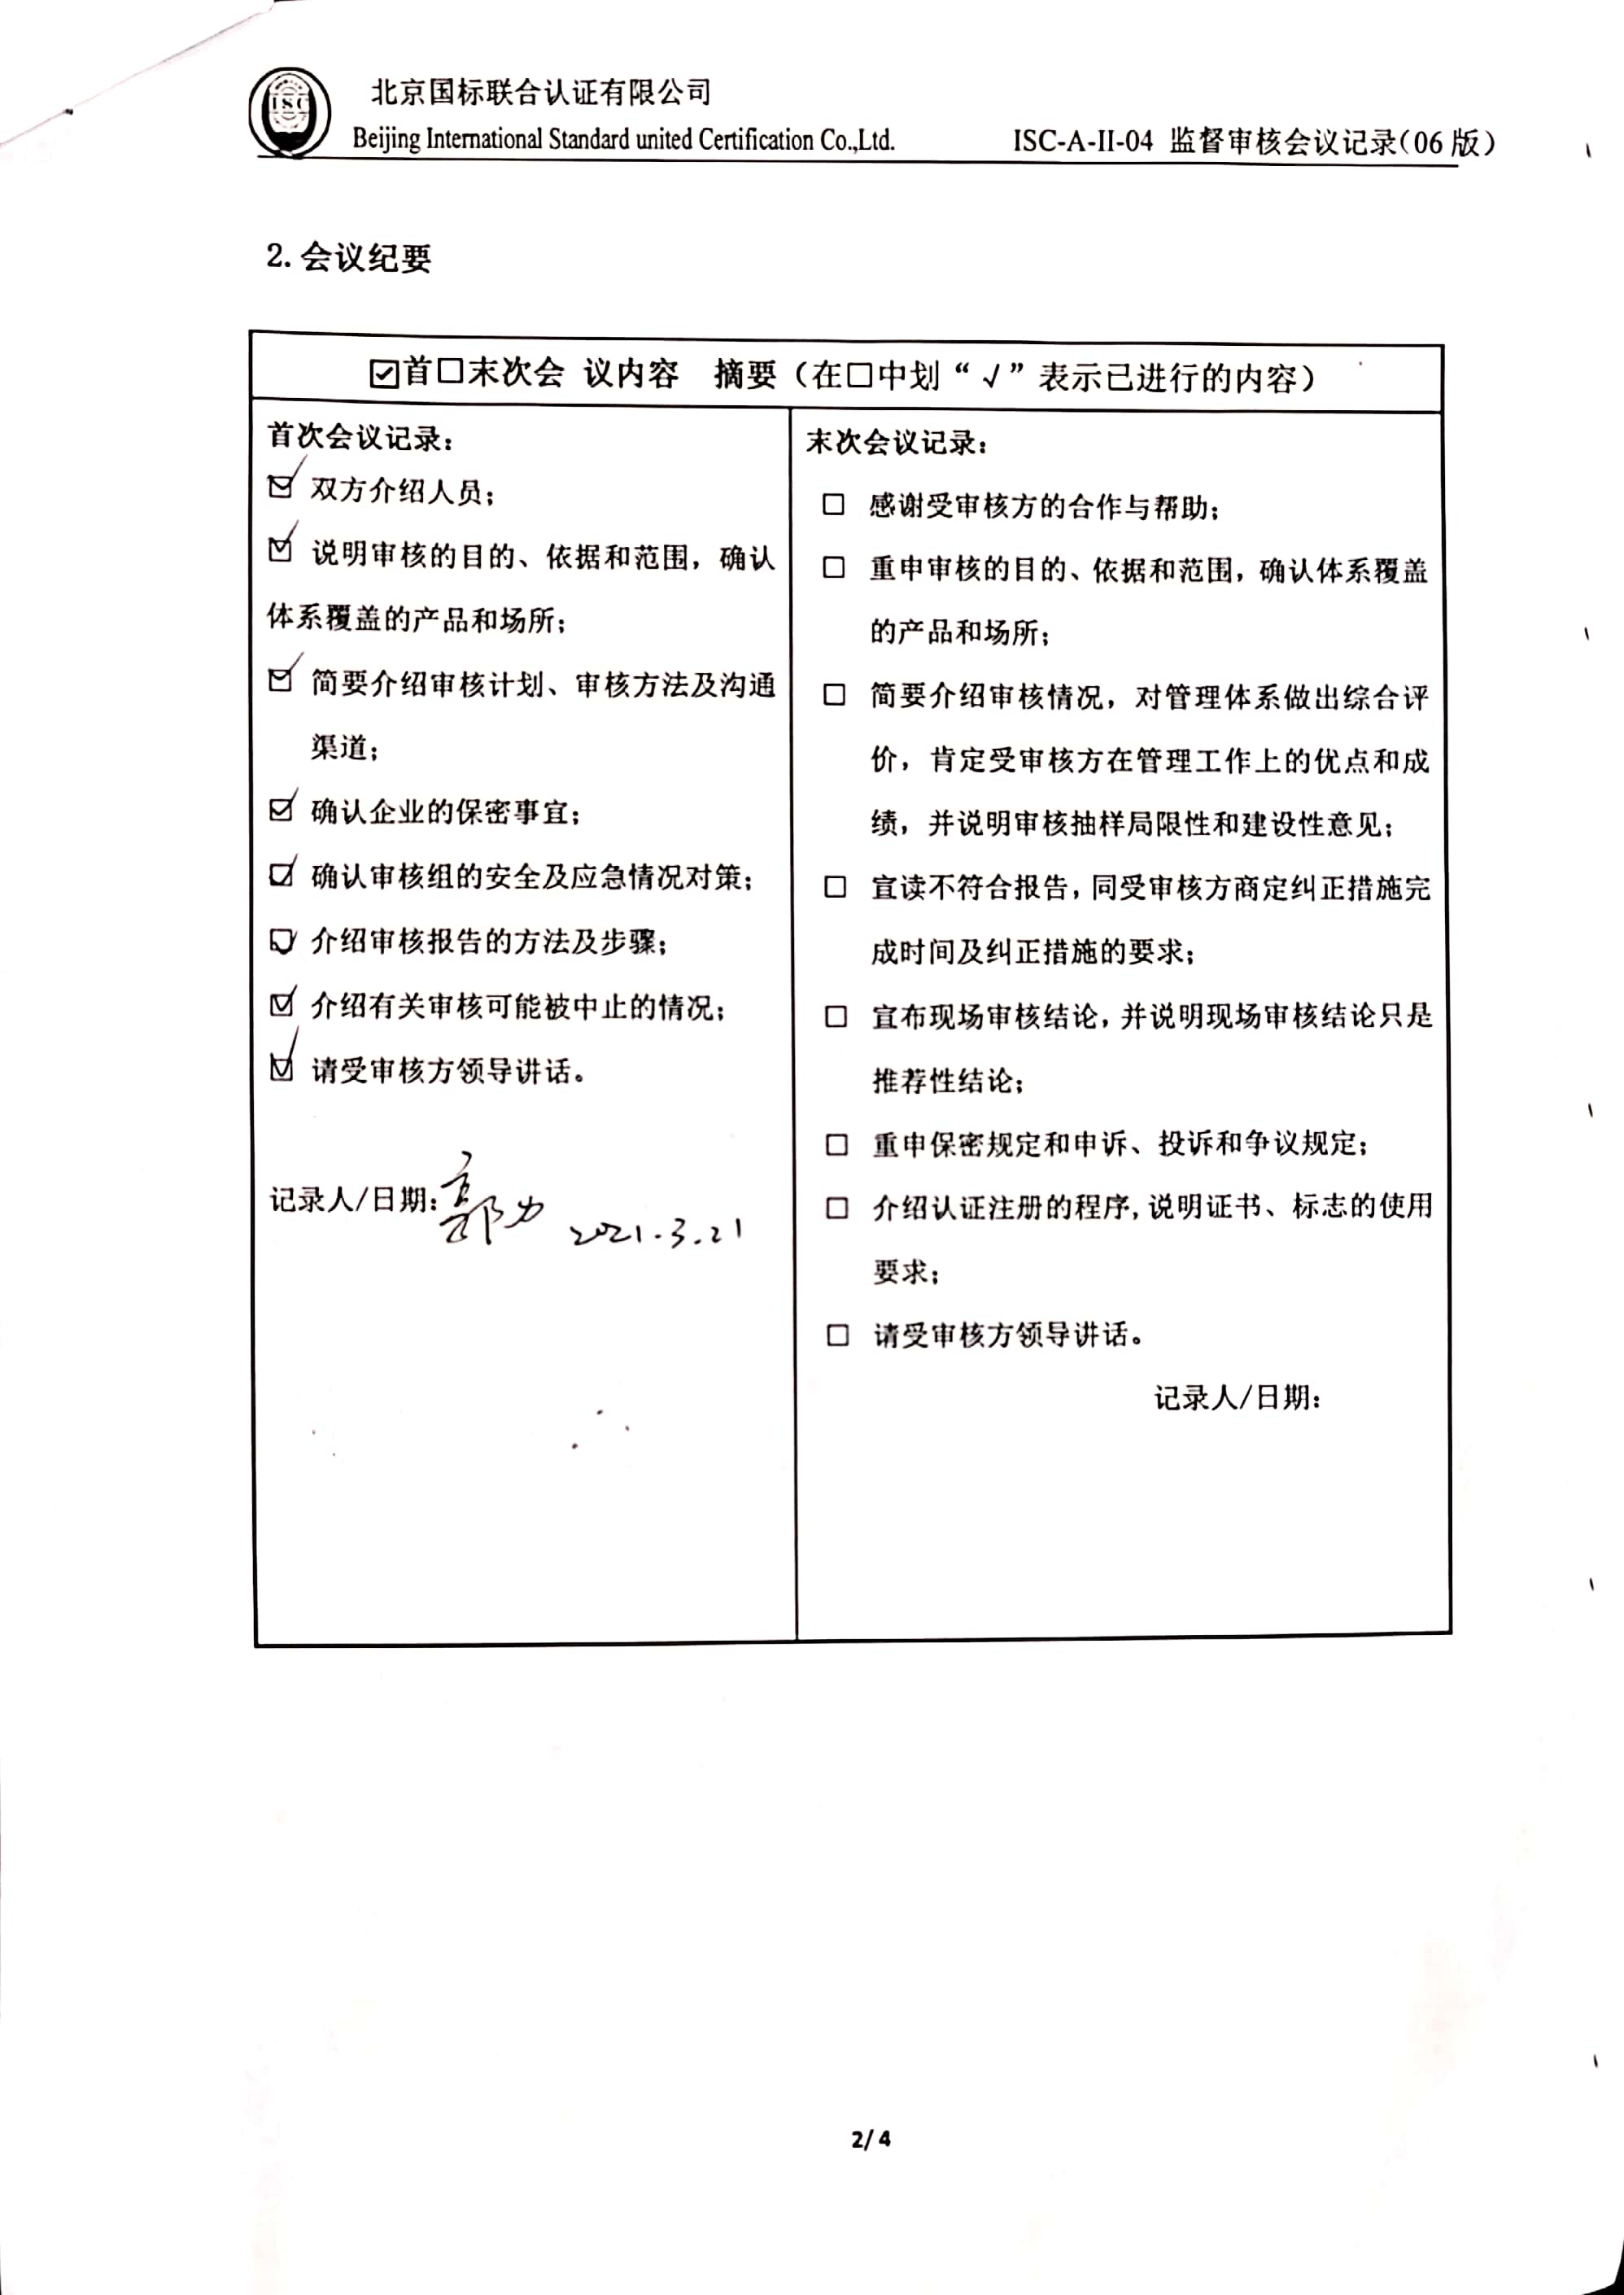 ISC
北京国标联合认证有限公司
Beijing International Standard united Certification Co.,Ltd.
ISC-A-II-04 监督审核会议记录(06 版)
2. 会议纪要
☑首□末次会 议内容 摘要（在□中划“√”表示已进行的内容）
首次会议记录：
☑ 双方介绍人员；
☑ 说明审核的目的、依据和范围，确认
体系覆盖的产品和场所；
☑ 简要介绍审核计划、审核方法及沟通
渠道；
☑ 确认企业的保密事宜；
☑ 确认审核组的安全及应急情况对策；
☑ 介绍审核报告的方法及步骤；
☑ 介绍有关审核可能被中止的情况；
☑ 请受审核方领导讲话。
记录人/日期：郭力 2021.3.21
末次会议记录：
□ 感谢受审核方的合作与帮助；
□ 重申审核的目的、依据和范围，确认体系覆盖
的产品和场所；
□ 简要介绍审核情况，对管理体系做出综合评
价，肯定受审核方在管理工作上的优点和成
绩，并说明审核抽样局限性和建设性意见；
□ 宣读不符合报告，同受审核方商定纠正措施完
成时间及纠正措施的要求；
□ 宣布现场审核结论，并说明现场审核结论只是
推荐性结论；
□ 重申保密规定和申诉、投诉和争议规定；
□ 介绍认证注册的程序，说明证书、标志的使用
要求；
□ 请受审核方领导讲话。
记录人/日期：
2/ 4